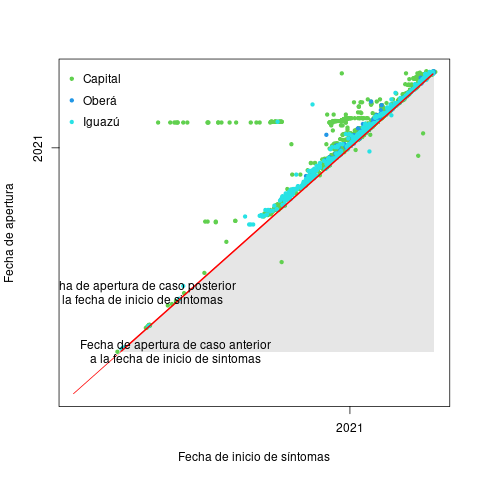 Capital
Oberá
Iguazú
2021
Fecha de apertura
ha de apertura de caso posterior
la fecha de inicio de síntomas
Fecha de apertura de caso anterior
a la fecha de inicio de síntomas
2021
Fecha de inicio de síntomas